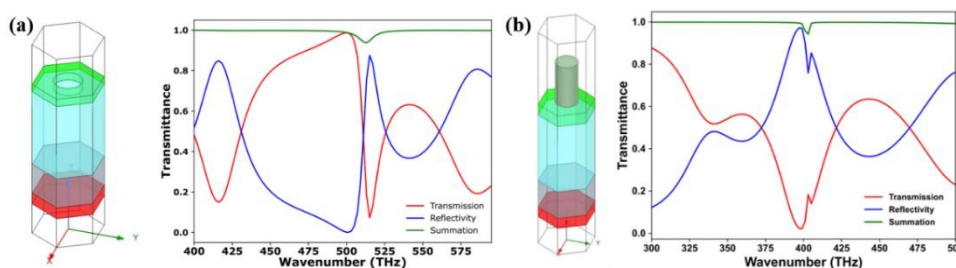 (a)
X
Y
Transmittance
1.0
0.8
0.6
0.4
0.2
0.0
Transmission
Reflectivity
Summation
400 425 450 475 500 525 550 575
Wavenumber (THz)
(b)
Transmittance
1.0
0.8
0.6
0.4
0.2
0.0
Transmission
Reflectivity
Summation
300 325 350 375 400 425 450 475 500
Wavenumber (THz)